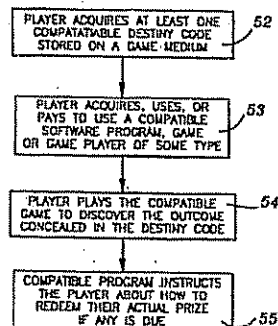 PLAYER ACQUIRES AT LEAST ONE
COMPATATIABLE DESTINY CODE
STORED ON A GAME MEDIUM
52
PLAYER ACQUIRES, USES, OR
PAYS TO USE A COMPATIBLE
SOFTWARE PROGRAM, GAME
OR GAME PLAYER OF SOME TYPE
53
PLAYER PLAYS THE COMPATIBLE
GAME TO DISCOVER THE OUTCOME
CONCEALED IN THE DESTINY CODE
54
COMPATIBLE PROGRAM INSTRUCTS
THE PLAYER ABOUT HOW TO
REDEEM THEIR ACTUAL PRIZE
IF ANY IS DUE
55